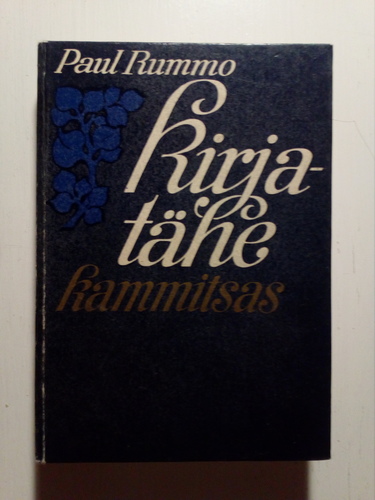 Paul Rummo
Kirja-
tähe
kammitsas